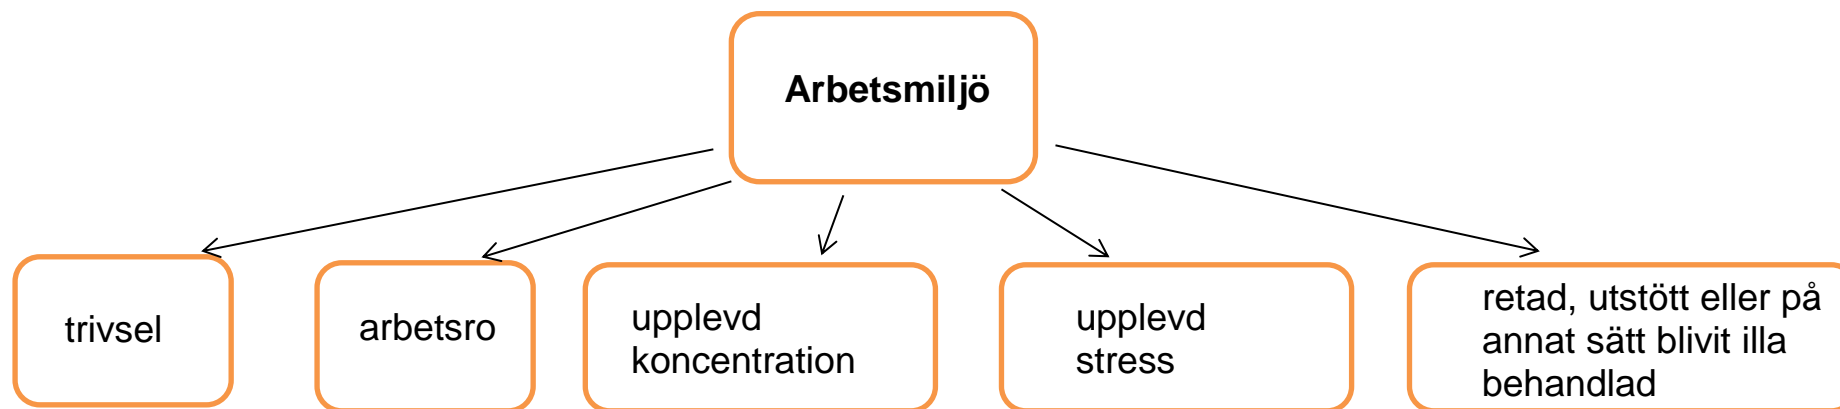 Arbetsmiljö
trivsel
arbetsro
upplevd
koncentration
upplevd
stress
retad, utstött eller på
annat sätt blivit illa
behandlad